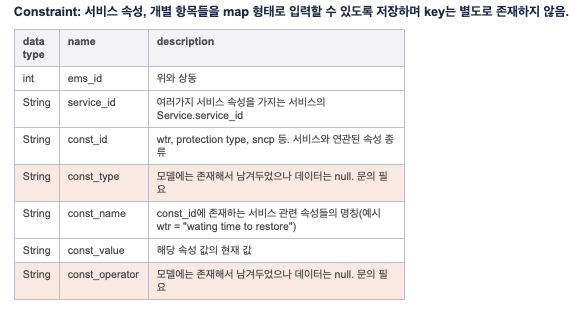 Constraint: 서비스 속성, 개별 항목들을 map 형태로 입력할 수 있도록 저장하며 key는 별도로 존재하지 않음.
data type name description
int ems_id 위와 상동
String service_id 여러가지 서비스 속성을 가지는 서비스의
Service.service_id
String const_id wtr, protection type, sncp 등. 서비스와 연관된 속성 종
류
String const_type 모델에는 존재해서 남겨두었으나 데이터는 null. 문의 필
요
String const_name const_id에 존재하는 서비스 관련 속성들의 명칭(예시
wtr = "wating time to restore")
String const_value 해당 속성 값의 현재 값
String const_operator 모델에는 존재해서 남겨두었으나 데이터는 null. 문의 필
요